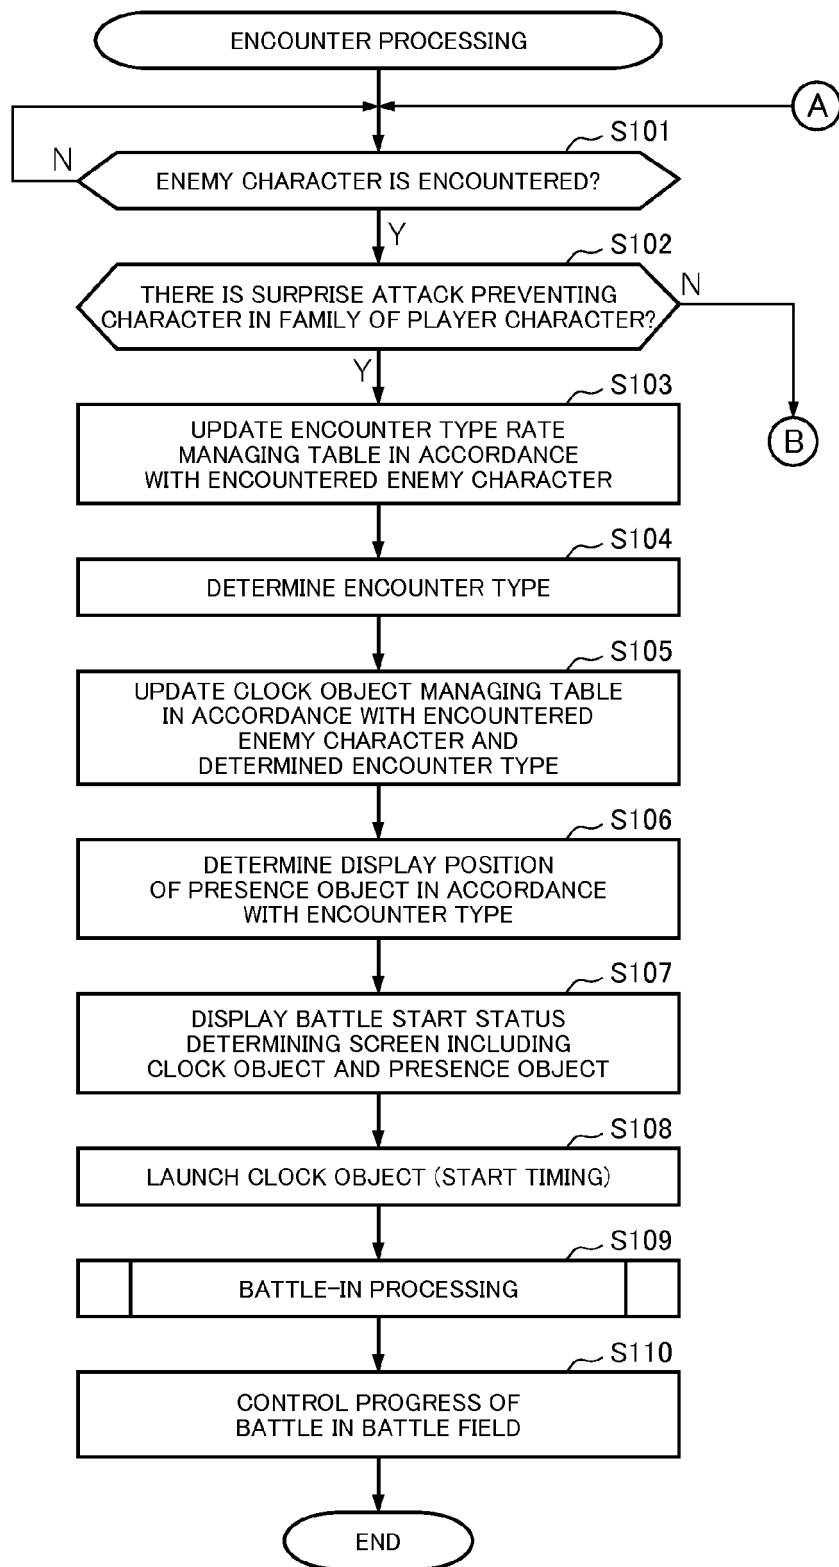 ENCOUNTER PROCESSING
A
S101
N
ENEMY CHARACTER IS ENCOUNTERED?
Y
S102
N
THERE IS SURPRISE ATTACK PREVENTING
CHARACTER IN FAMILY OF PLAYER CHARACTER?
Y
S103
B
UPDATE ENCOUNTER TYPE RATE
MANAGING TABLE IN ACCORDANCE
WITH ENCOUNTERED ENEMY CHARACTER
S104
DETERMINE ENCOUNTER TYPE
S105
UPDATE CLOCK OBJECT MANAGING TABLE
IN ACCORDANCE WITH ENCOUNTERED
ENEMY CHARACTER AND
DETERMINED ENCOUNTER TYPE
S106
DETERMINE DISPLAY POSITION
OF PRESENCE OBJECT IN ACCORDANCE
WITH ENCOUNTER TYPE
S107
DISPLAY BATTLE START STATUS
DETERMINING SCREEN INCLUDING
CLOCK OBJECT AND PRESENCE OBJECT
S108
LAUNCH CLOCK OBJECT (START TIMING)
S109
BATTLE-IN PROCESSING
S110
CONTROL PROGRESS OF
BATTLE IN BATTLE FIELD
END